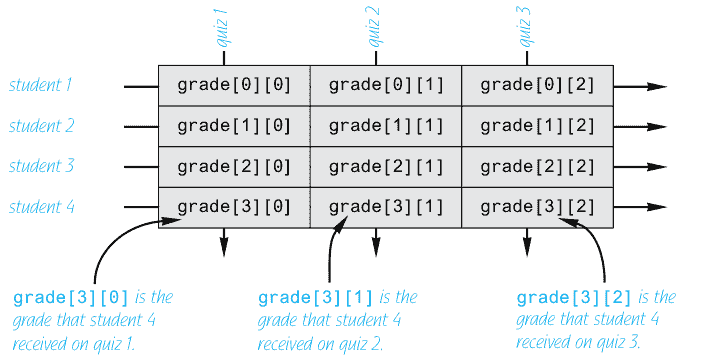 quiz 1
quiz 2
quiz 3
student 1
grade[0][0]
grade[0][1]
grade[0][2]
student 2
grade[1][0]
grade[1][1]
grade[1][2]
student 3
grade[2][0]
grade[2][1]
grade[2][2]
student 4
grade[3][0]
grade[3][1]
grade[3][2]
grade[3][0] is the
grade that student 4
received on quiz 1.
grade[3][1] is the
grade that student 4
received on quiz 2.
grade[3][2] is the
grade that student 4
received on quiz 3.